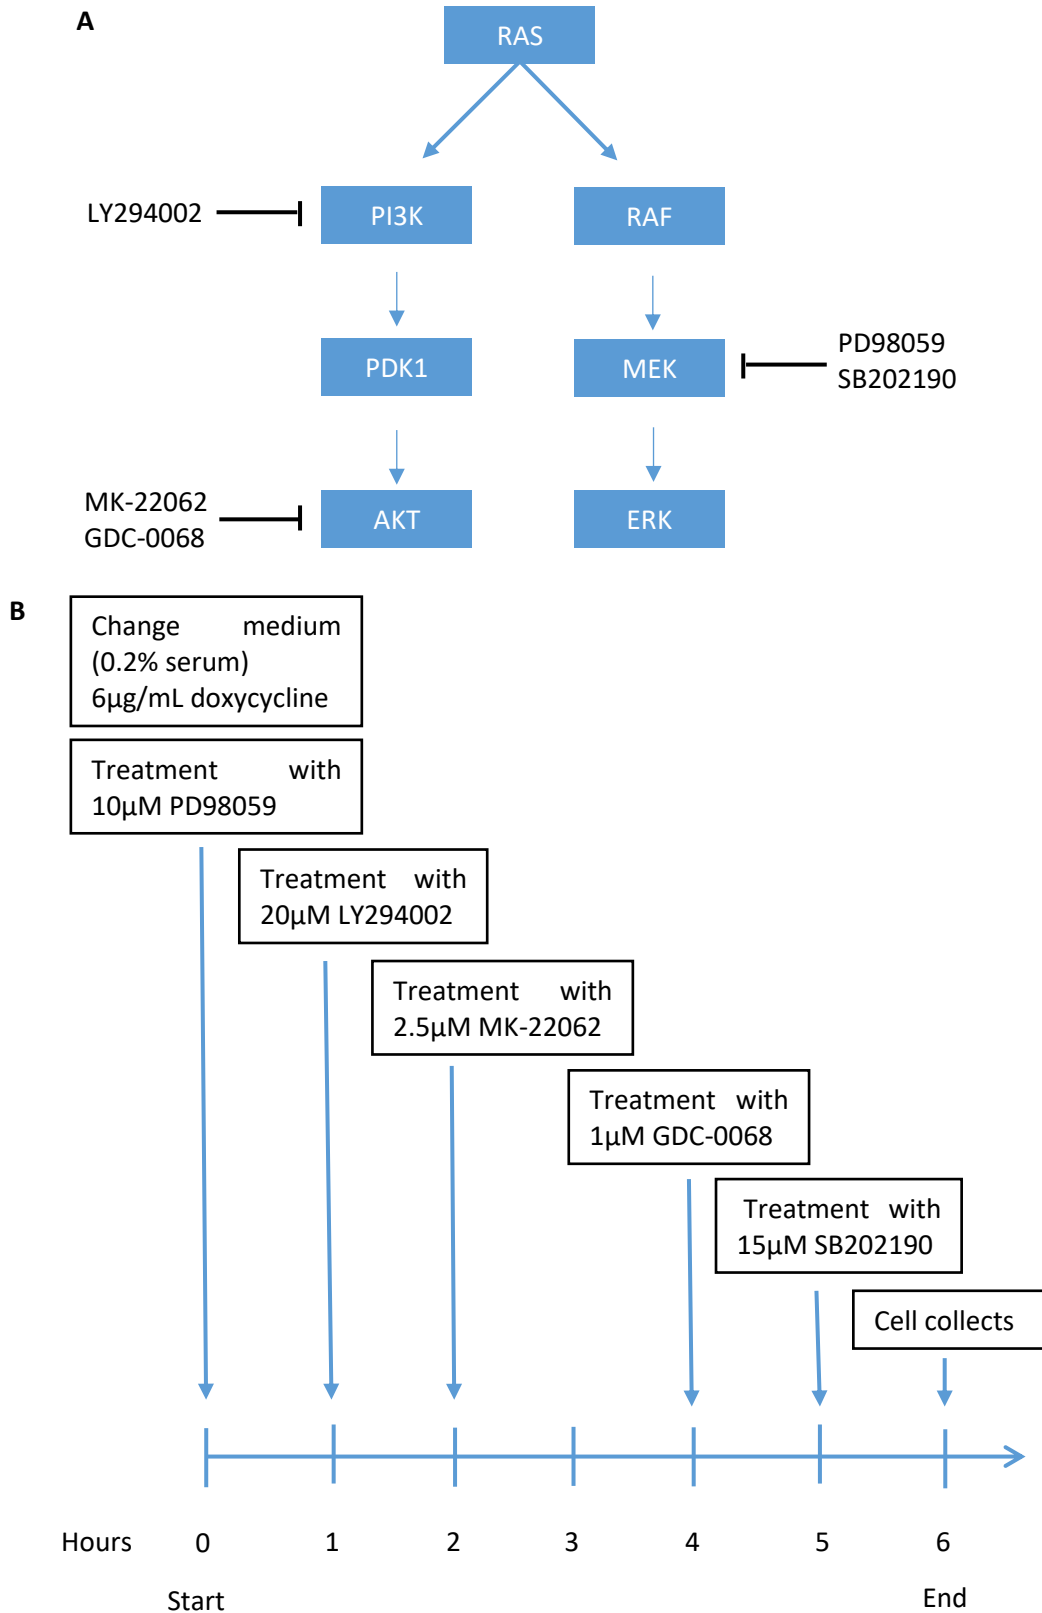 A
RAS
LY294002
PI3K
RAF
PDK1
MEK
PD98059
SB202190
MK-22062
GDC-0068
AKT
ERK
B
Change medium
(0.2% serum)
6µg/mL doxycycline
Treatment with
10µM PD98059
Treatment with
20µM LY294002
Treatment with
2.5µM MK-22062
Treatment with
1µM GDC-0068
Treatment with
15µM SB202190
Cell collects
Hours 0 1 2 3 4 5 6
Start End